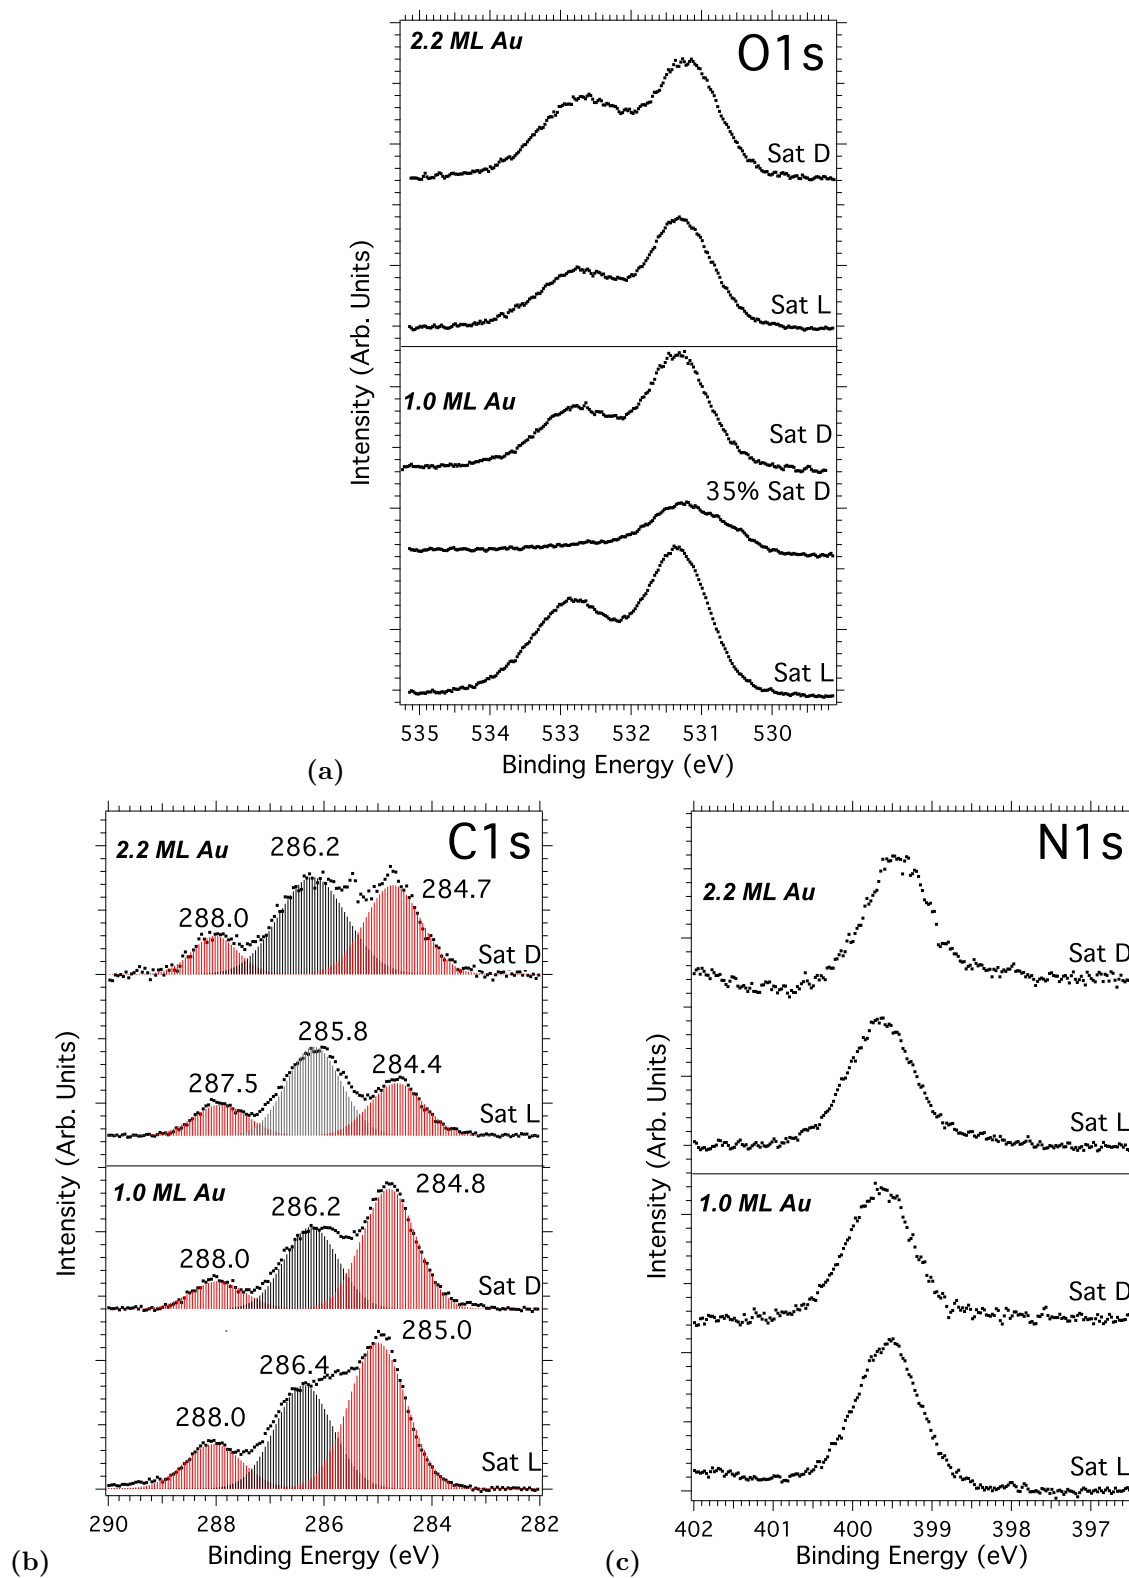 2.2 ML Au
O1s
Sat D
Sat L
1.0 ML Au
Sat D
35% Sat D
Sat L
Intensity (Arb. Units)
535 534 533 532 531 530
Binding Energy (eV)
(a)
C1s
2.2 ML Au
286.2
284.7
288.0
Sat D
285.8
284.4
287.5
Sat L
1.0 ML Au
284.8
286.2
288.0
Sat D
285.0
286.4
288.0
Sat L
Intensity (Arb. Units)
290 288 286 284 282
Binding Energy (eV)
(b)
N1s
2.2 ML Au
Sat D
Sat L
1.0 ML Au
Sat D
Sat L
Intensity (Arb. Units)
402 401 400 399 398 397
Binding Energy (eV)
(c)